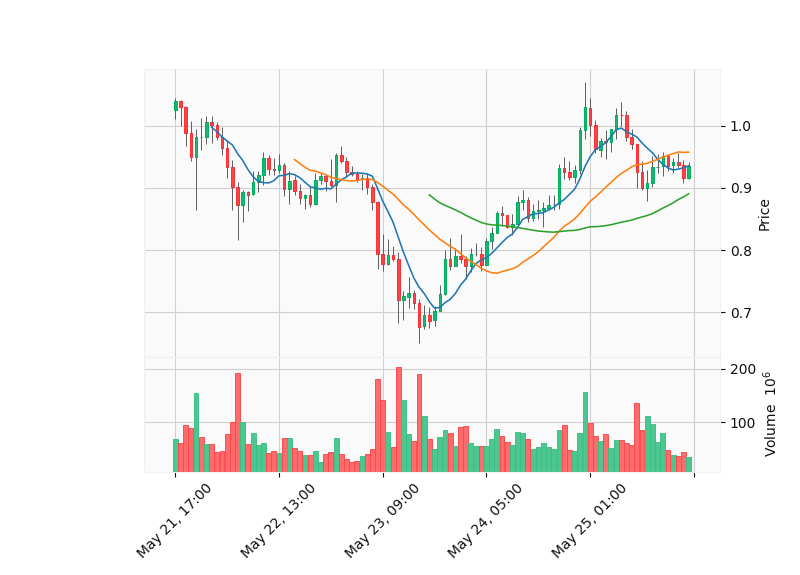 1.0
0.9
0.8
0.7
Price
200
100
Volume 10^6
May 21, 17:00
May 22, 13:00
May 23, 09:00
May 24, 05:00
May 25, 01:00